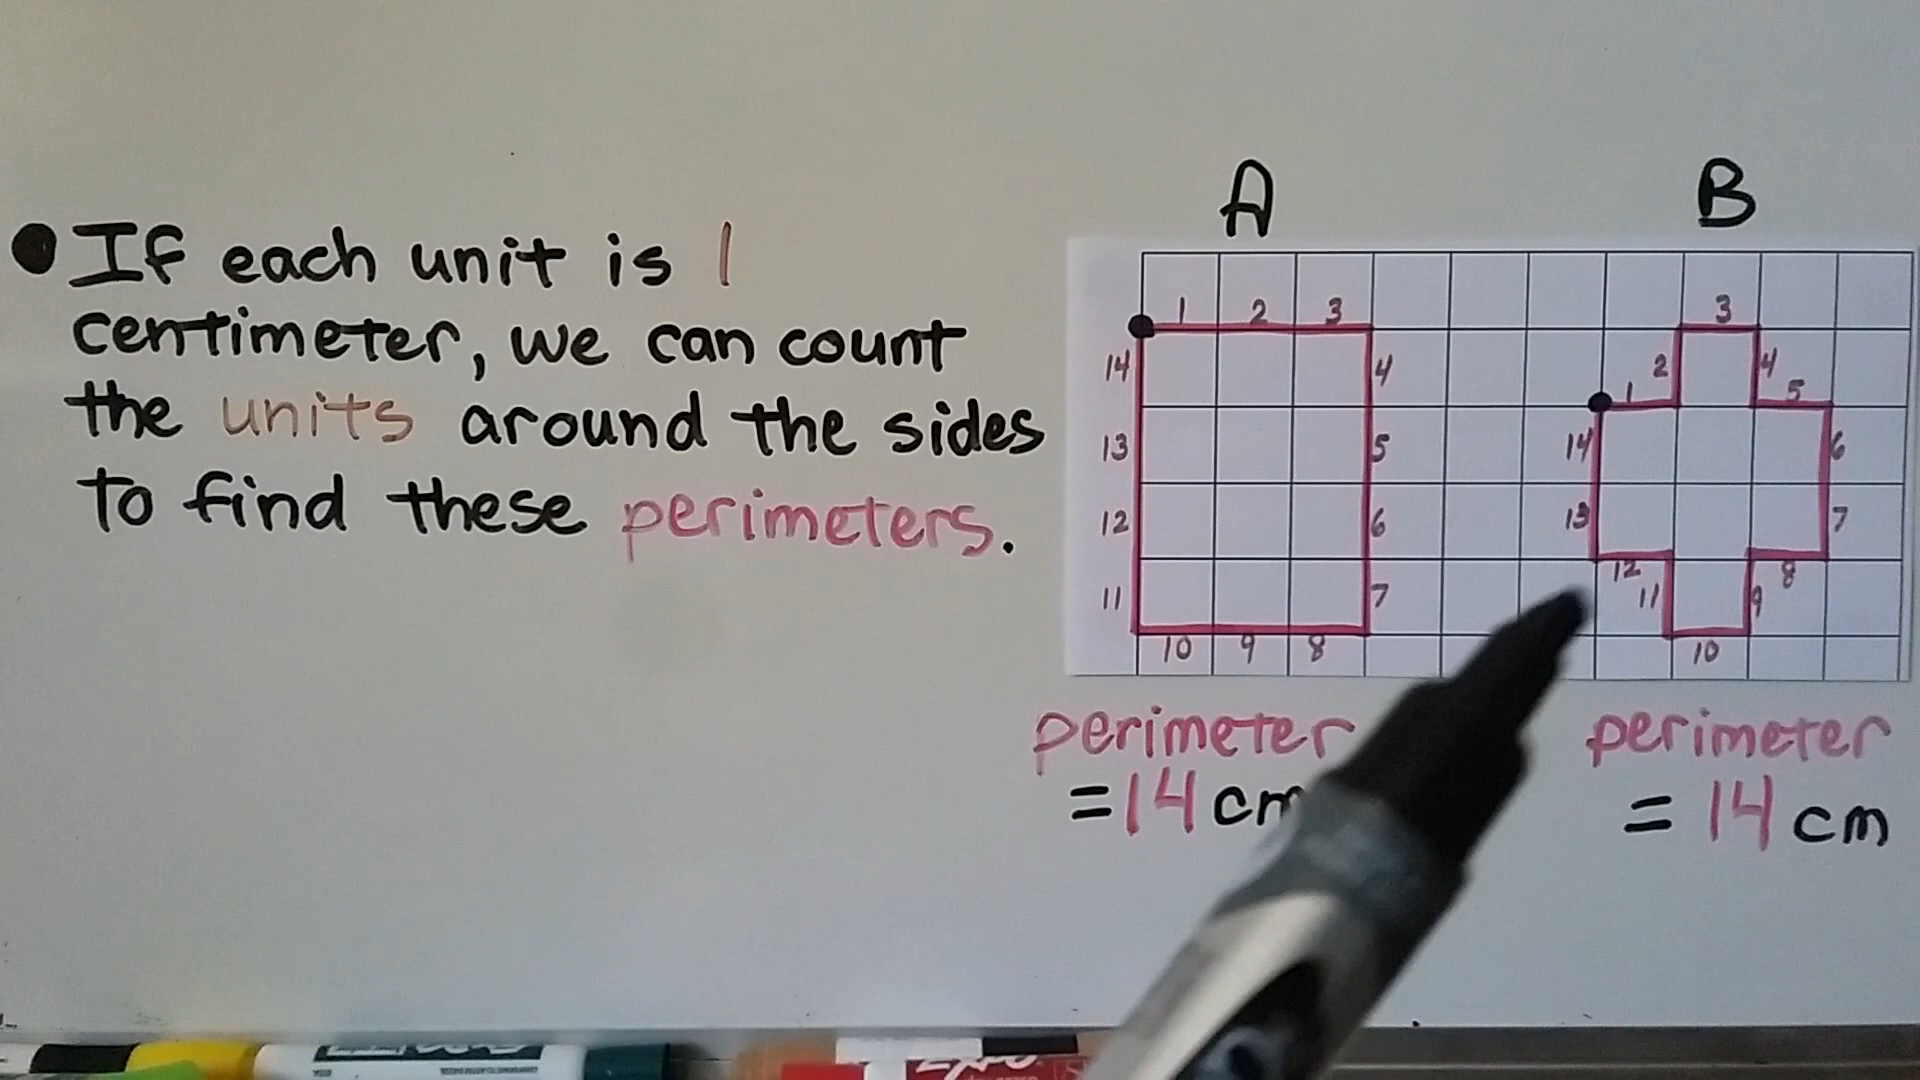 If each unit is 1
centimeter, we can count
the units around the sides
to find these perimeters.
A
1 2 3
4
5
6
7
10 9 8
14
13
12
11
perimeter
= 14 cm
B
3
2 4
1 5
14 6
13 7
12 8
11 9
10
perimeter
= 14 cm